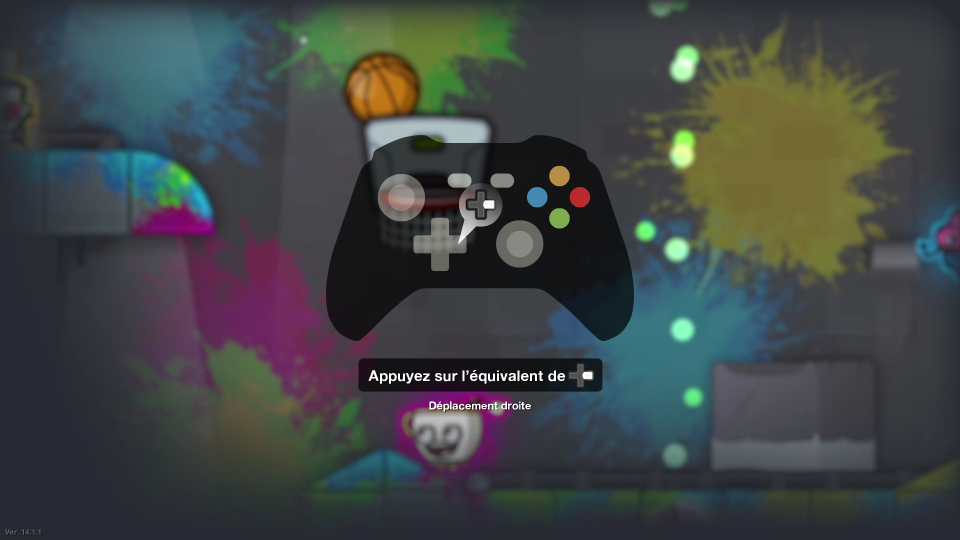 Appuyez sur l'équivalent de
Déplacement droite
Ver. 14.1.1